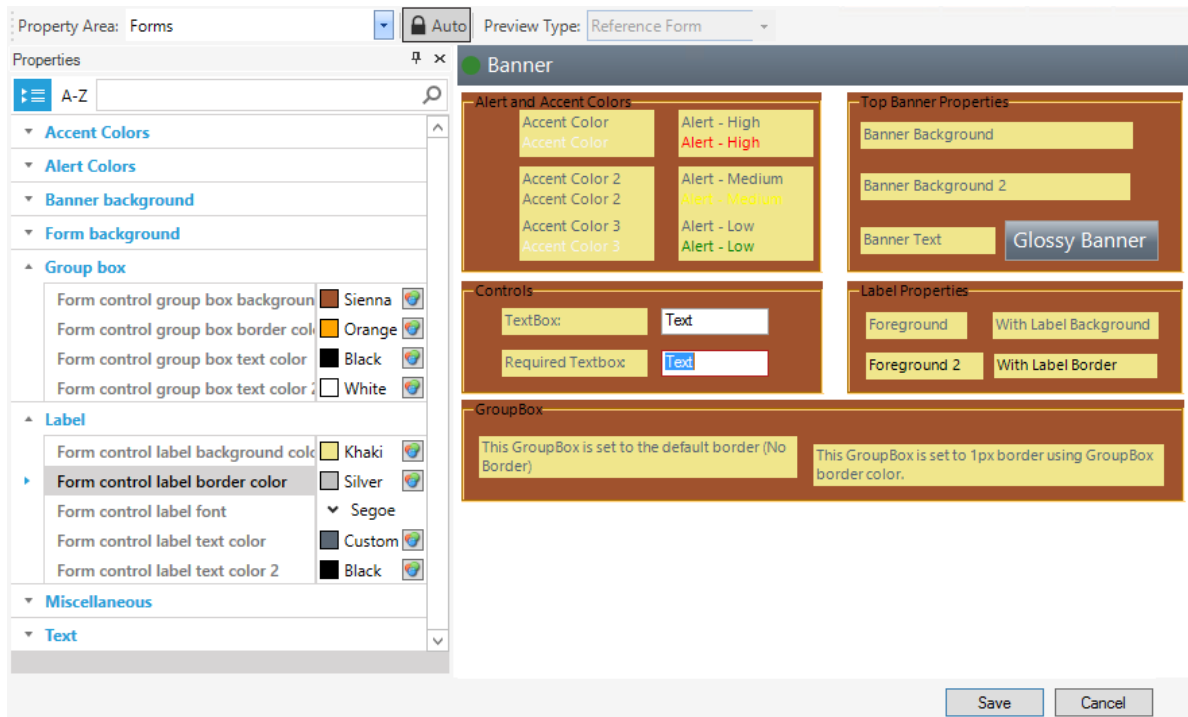 Property Area: Forms Auto Preview Type: Reference Form
Properties
A-Z
Accent Colors
Alert Colors
Banner background
Form background
Group box
Form control group box backgroun Sienna
Form control group box border col Orange
Form control group box text color Black
Form control group box text color 2 White
Label
Form control label background colo Khaki
Form control label border color Silver
Form control label font Segoe
Form control label text color Custom
Form control label text color 2 Black
Miscellaneous
Text
Banner
Alert and Accent Colors
Accent Color
Accent Color
Accent Color 2
Accent Color 2
Accent Color 3
Accent Color 3
Alert - High
Alert - High
Alert - Medium
Alert - Medium
Alert - Low
Alert - Low
Top Banner Properties
Banner Background
Banner Background 2
Banner Text Glossy Banner
Controls
TextBox: Text
Required Textbox: Text
Label Properties
Foreground With Label Background
Foreground 2 With Label Border
GroupBox
This GroupBox is set to the default border (No
Border)
This GroupBox is set to 1px border using GroupBox
border color.
Save Cancel